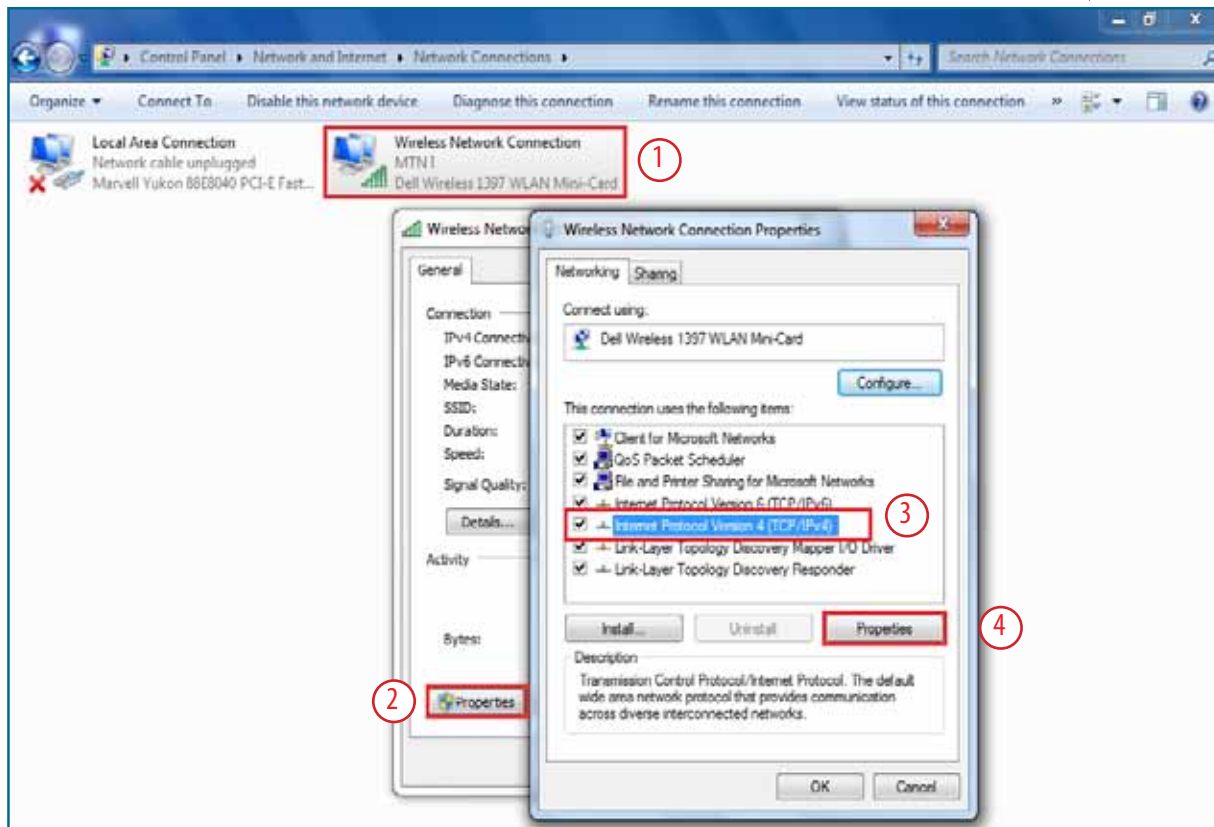 Control Panel ▸ Network and Internet ▸ Network Connections ▸
Search Network Connections
Organize ▾ Connect To Disable this network device Diagnose this connection Rename this connection View status of this connection »
Local Area Connection
Network cable unplugged
Marvell Yukon 88E8040 PCI-E Fast...
Wireless Network Connection
Dell Wireless 1397 WLAN Mini-Card
1
Wireless Netwo
General
Connection
IPv4 Connectiv
IPv6 Connectiv
Media State:
SSID:
Duration:
Speed:
Signal Quality:
Details...
Activity
Bytes:
2
Properties
Wireless Network Connection Properties
Networking
Sharing
Connect using:
Dell Wireless 1397 WLAN Mini-Card
Configure...
This connection uses the following items:
Client for Microsoft Networks
QoS Packet Scheduler
File and Printer Sharing for Microsoft Networks
Internet Protocol Version 6 (TCP/IPv6)
Internet Protocol Version 4 (TCP/IPv4)
3
Link-Layer Topology Discovery Mapper I/O Driver
Link-Layer Topology Discovery Responder
Install...
Uninstall
Properties
4
Description
Transmission Control Protocol/Internet Protocol. The default
wide area network protocol that provides communication
across diverse interconnected networks.
OK
Cancel